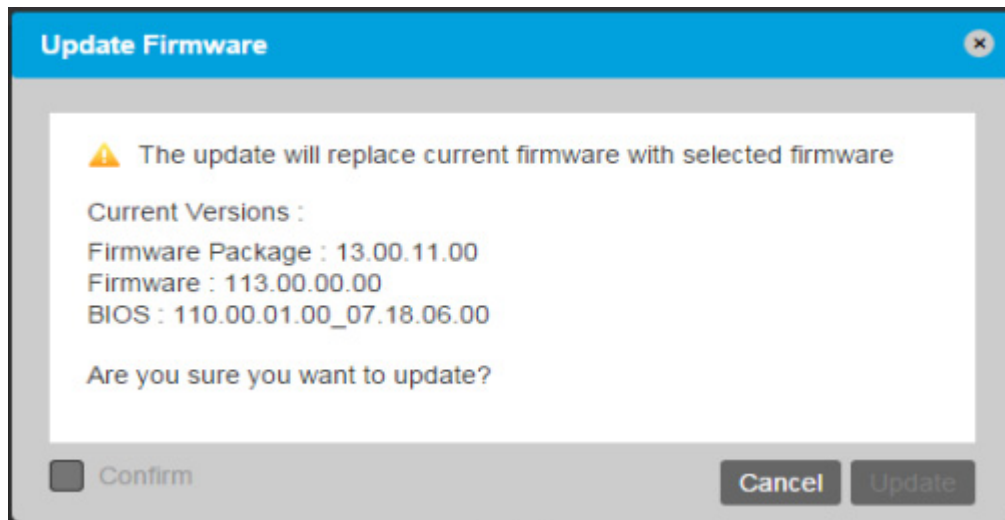 Update Firmware
The update will replace current firmware with selected firmware
Current Versions :
Firmware Package : 13.00.11.00
Firmware : 113.00.00.00
BIOS : 110.00.01.00_07.18.06.00
Are you sure you want to update?
Confirm
Cancel Update